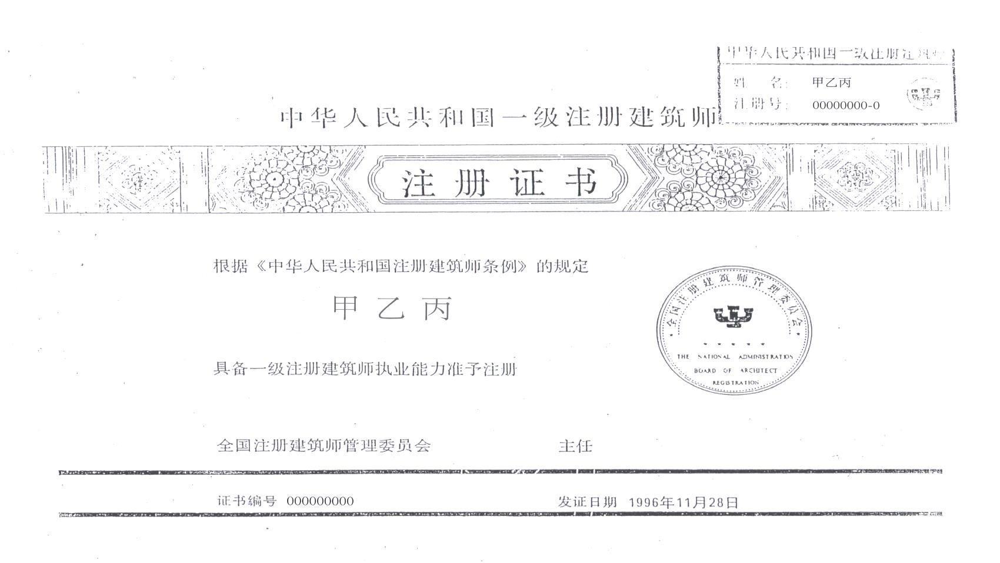 中华人民共和国一级注册建筑师
姓 名: 甲乙丙
注册号: 00000000-0
中华人民共和国一级注册建筑师
注册证书
根据《中华人民共和国注册建筑师条例》的规定
甲乙丙
具备一级注册建筑师执业能力准予注册
全国注册建筑师管理委员会
THE NATIONAL ADMINISTRATION
BOARD OF ARCHITECT
REGISTRATION
全国注册建筑师管理委员会 主任
证书编号 000000000 发证日期 1996年11月28日